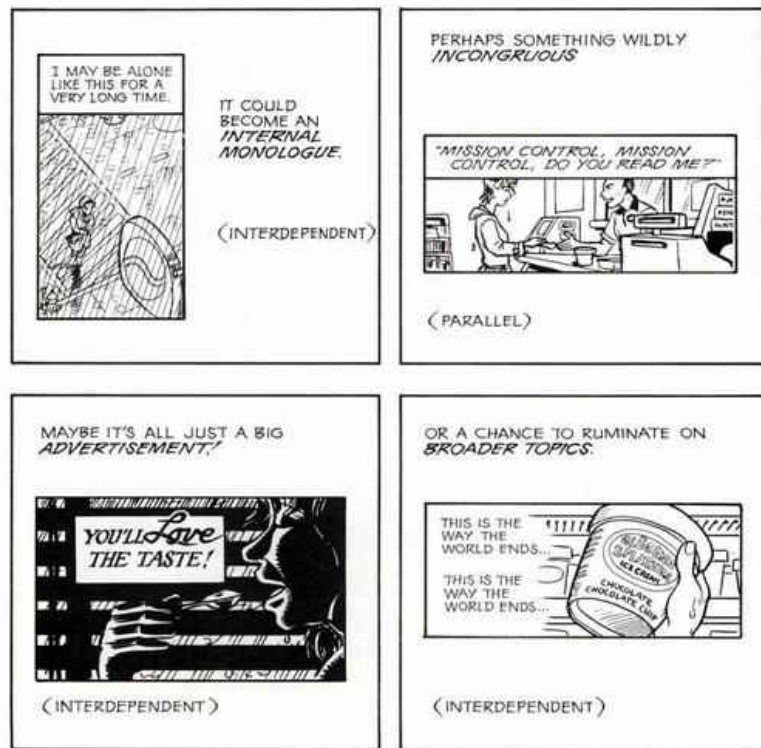 I MAY BE ALONE
LIKE THIS FOR A
VERY LONG TIME.
IT COULD
BECOME AN
INTERNAL
MONOLOGUE.
(INTERDEPENDENT)
PERHAPS SOMETHING WILDLY
INCONGRUOUS
"MISSION CONTROL, MISSION
CONTROL, DO YOU READ ME?"
(PARALLEL)
MAYBE IT'S ALL JUST A BIG
ADVERTISEMENT!
YOU'LL Love
THE TASTE!
(INTERDEPENDENT)
OR A CHANCE TO RUMINATE ON
BROADER TOPICS.
THIS IS THE
WAY THE
WORLD ENDS...
THIS IS THE
WAY THE
WORLD ENDS...
ICE CREAM
CHOCOLATE
CHOCOLATE CHIP
(INTERDEPENDENT)